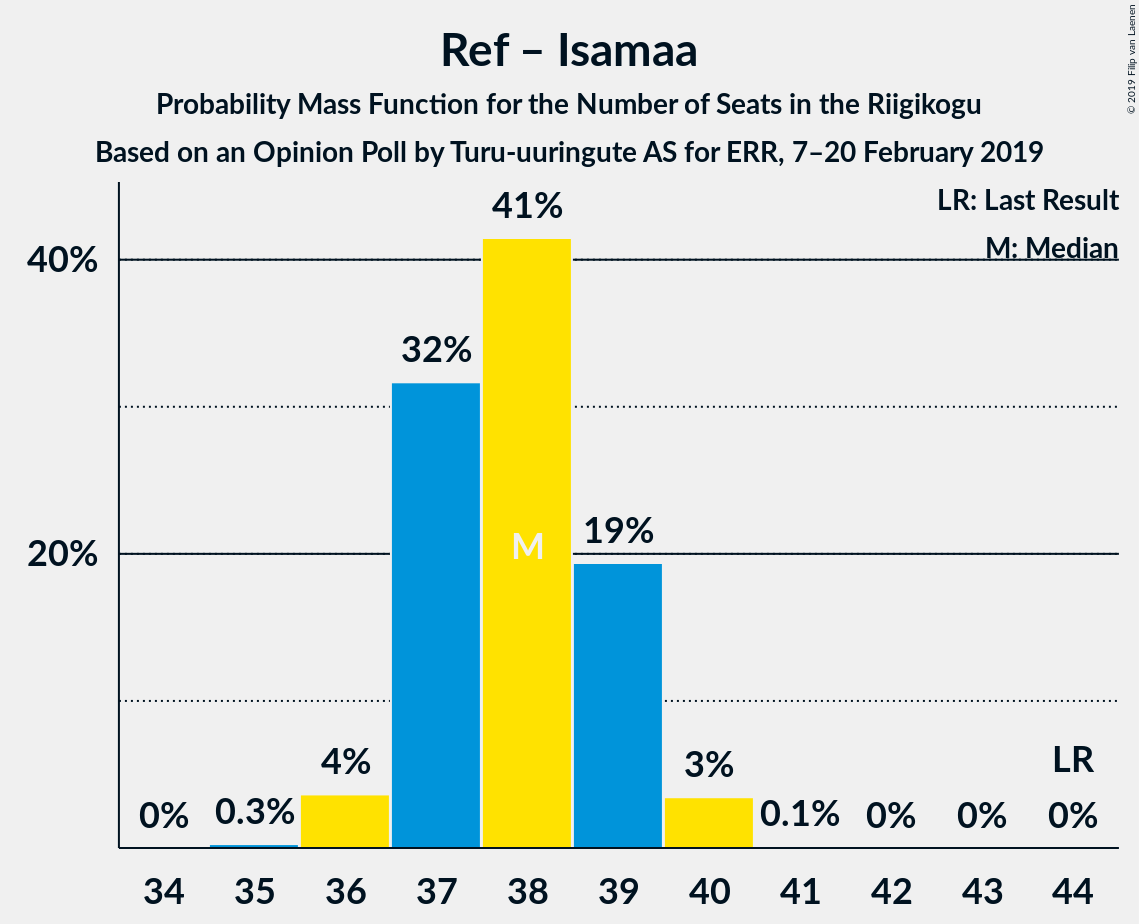 Ref – Isamaa
Probability Mass Function for the Number of Seats in the Riigikogu
Based on an Opinion Poll by Turu-uuringute AS for ERR, 7–20 February 2019
© 2019 Filip van Laenen
LR: Last Result
M: Median
40%
20%
0%
0.3%
4%
32%
41%
M
19%
3%
0.1%
0%
0%
LR
0%
34 35 36 37 38 39 40 41 42 43 44